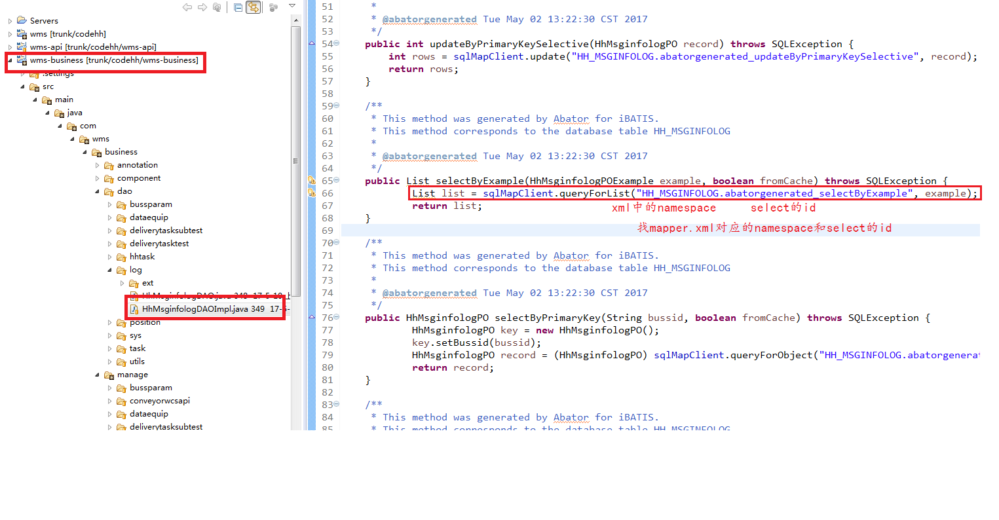 Servers
wms [trunk/codehh]
wms-api [trunk/codehh/wms-api]
wms-business [trunk/codehh/wms-business]
.settings
src
main
java
com
wms
business
annotation
component
dao
bussparam
dataequip
deliverytasksubtest
deliverytasktest
hhtask
log
ext
HhMsginfologDAO.java 348 17-5-10 上
HhMsginfologDAOImpl.java 349 17-5-
position
sys
task
utils
manage
bussparam
conveyorwcsapi
dataequip
deliverytasksubtest
51 *
52 * @abatorgenerated Tue May 02 13:22:30 CST 2017
53 */
54 public int updateByPrimaryKeySelective(HhMsginfologPO record) throws SQLException {
55 int rows = sqlMapClient.update("HH_MSGINFOLOG.abatorgenerated_updateByPrimaryKeySelective", record);
56 return rows;
57 }
58
59 /**
60 * This method was generated by Abator for iBATIS.
61 * This method corresponds to the database table HH_MSGINFOLOG
62 *
63 * @abatorgenerated Tue May 02 13:22:30 CST 2017
64 */
65 public List selectByExample(HhMsginfologPOExample example, boolean fromCache) throws SQLException {
66 List list = sqlMapClient.queryForList("HH_MSGINFOLOG.abatorgenerated_selectByExample", example);
67 return list;
xml中的namespace select的id
68 }
找mapper.xml对应的namespace和select的id
69
70 /**
71 * This method was generated by Abator for iBATIS.
72 * This method corresponds to the database table HH_MSGINFOLOG
73 *
74 * @abatorgenerated Tue May 02 13:22:30 CST 2017
75 */
76 public HhMsginfologPO selectByPrimaryKey(String bussid, boolean fromCache) throws SQLException {
77 HhMsginfologPO key = new HhMsginfologPO();
78 key.setBussid(bussid);
79 HhMsginfologPO record = (HhMsginfologPO) sqlMapClient.queryForObject("HH_MSGINFOLOG.abatorgenerat
80 return record;
81 }
82
83 /**
84 * This method was generated by Abator for iBATIS.
85 * This method corresponds to the database table HH_MSGINFOLOG